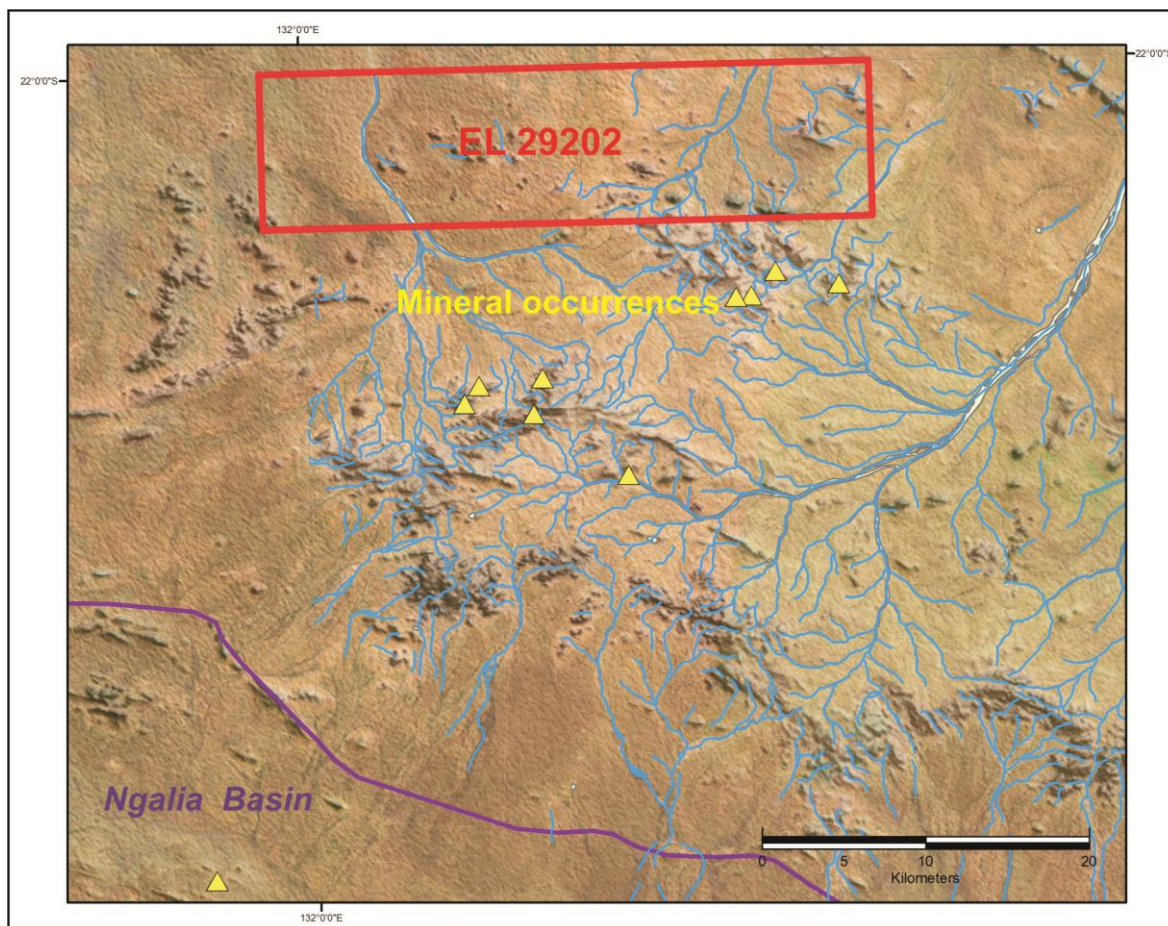 132°0'0"E
22°0'0"S
22°0'0"S
EL 29202
Mineral occurrences
Ngalia Basin
0 5 10 20
Kilometers
132°0'0"E